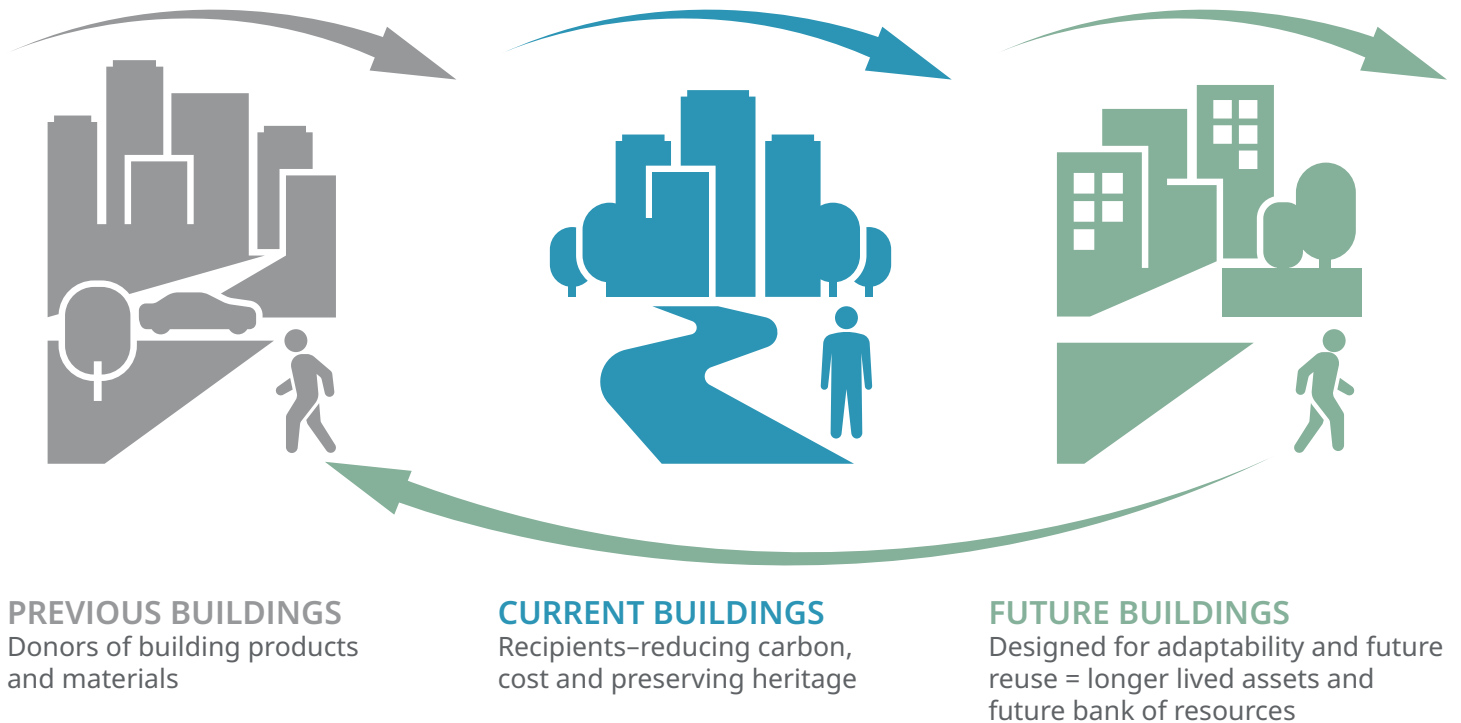 PREVIOUS BUILDINGS
Donors of building products
and materials
CURRENT BUILDINGS
Recipients–reducing carbon,
cost and preserving heritage
FUTURE BUILDINGS
Designed for adaptability and future
reuse = longer lived assets and
future bank of resources